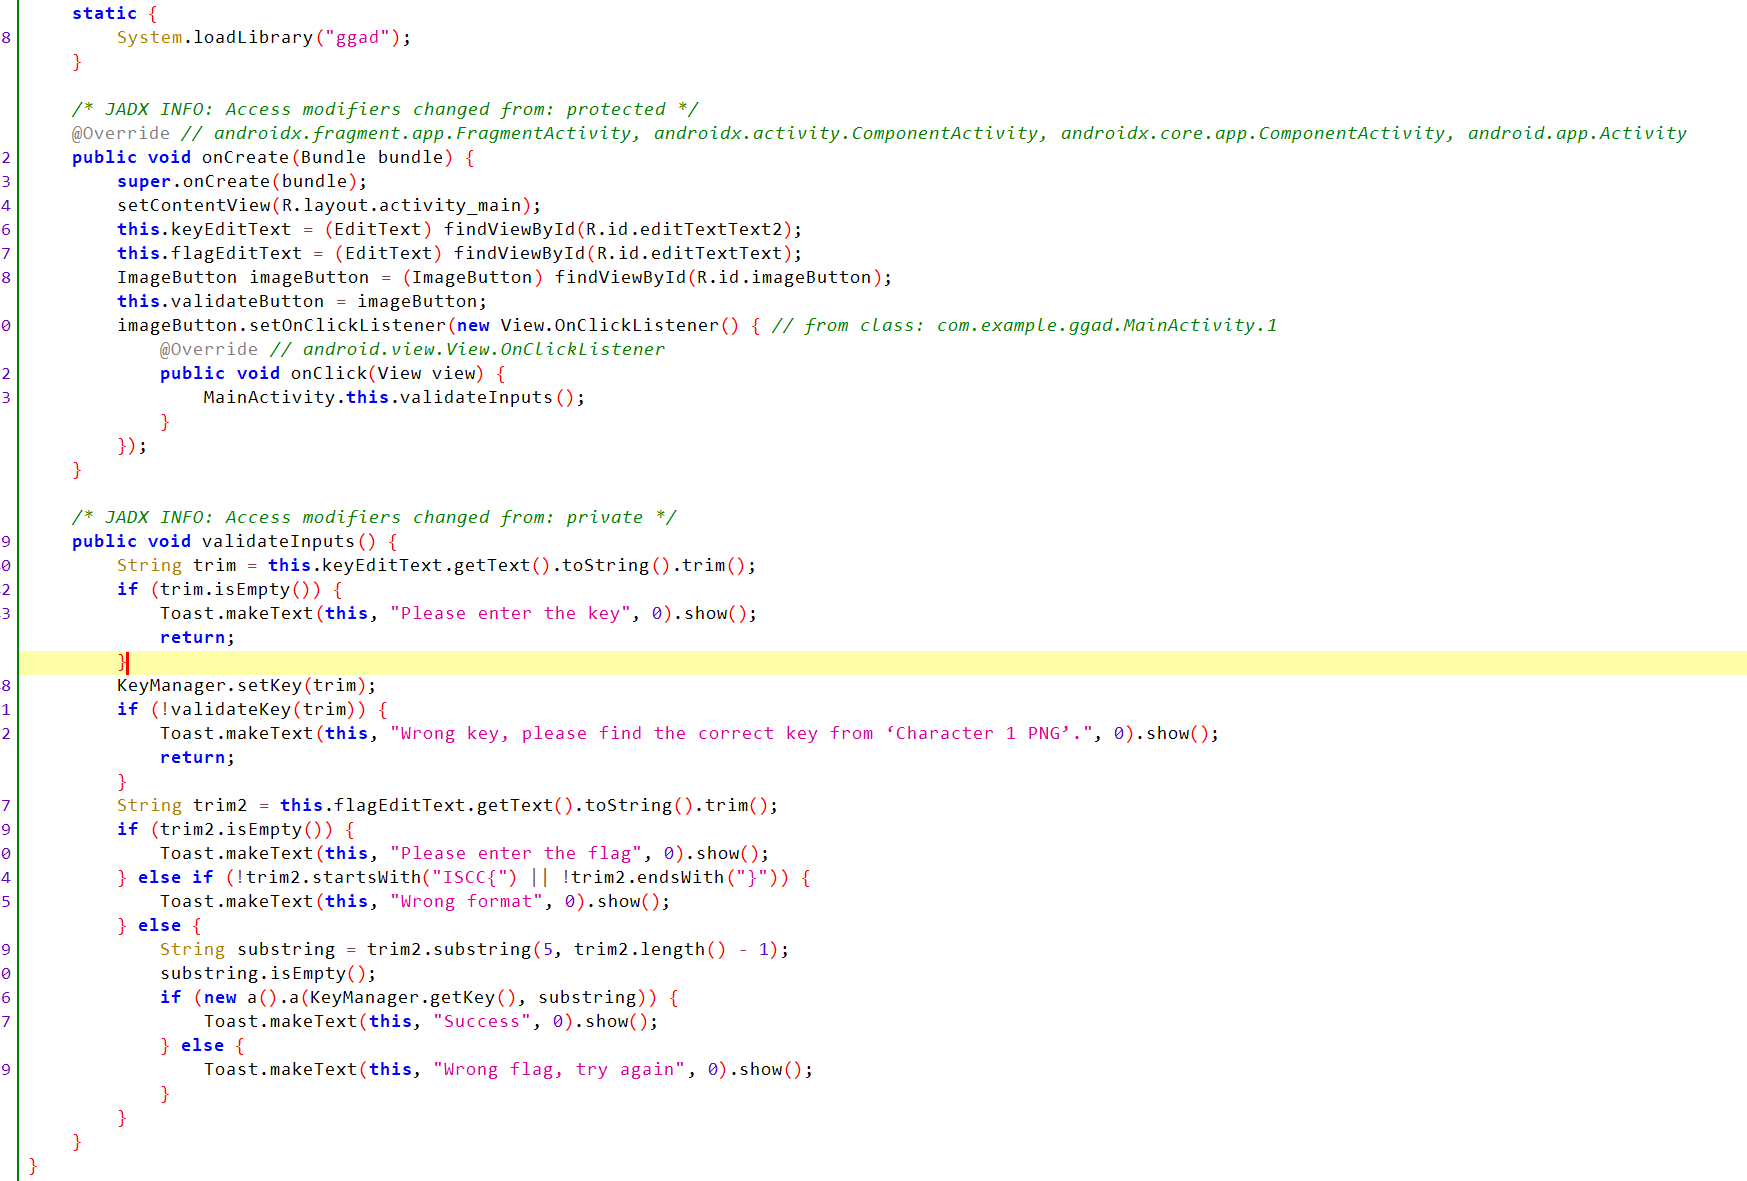 static {
8 System.loadLibrary("ggad");
}
/* JADX INFO: Access modifiers changed from: protected */
@Override // androidx.fragment.app.FragmentActivity, androidx.activity.ComponentActivity, androidx.core.app.ComponentActivity, android.app.Activity
2 public void onCreate(Bundle bundle) {
3 super.onCreate(bundle);
4 setContentView(R.layout.activity_main);
6 this.keyEditText = (EditText) findViewById(R.id.editTextText2);
7 this.flagEditText = (EditText) findViewById(R.id.editTextText);
8 ImageButton imageButton = (ImageButton) findViewById(R.id.imageButton);
this.validateButton = imageButton;
0 imageButton.setOnClickListener(new View.OnClickListener() { // from class: com.example.ggad.MainActivity.1
@Override // android.view.View.OnClickListener
2 public void onClick(View view) {
3 MainActivity.this.validateInputs();
}
});
}
/* JADX INFO: Access modifiers changed from: private */
9 public void validateInputs() {
0 String trim = this.keyEditText.getText().toString().trim();
2 if (trim.isEmpty()) {
3 Toast.makeText(this, "Please enter the key", 0).show();
return;
}
8 KeyManager.setKey(trim);
1 if (!validateKey(trim)) {
2 Toast.makeText(this, "Wrong key, please find the correct key from ‘Character 1 PNG’.", 0).show();
return;
}
7 String trim2 = this.flagEditText.getText().toString().trim();
9 if (trim2.isEmpty()) {
0 Toast.makeText(this, "Please enter the flag", 0).show();
4 } else if (!trim2.startsWith("ISCC{") || !trim2.endsWith("}")) {
5 Toast.makeText(this, "Wrong format", 0).show();
} else {
9 String substring = trim2.substring(5, trim2.length() - 1);
0 substring.isEmpty();
6 if (new a().a(KeyManager.getKey(), substring)) {
7 Toast.makeText(this, "Success", 0).show();
} else {
9 Toast.makeText(this, "Wrong flag, try again", 0).show();
}
}
}
}